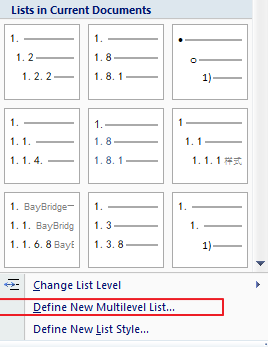 Lists in Current Documents
1.
1. 2
1. 2. 2
1.
1. 8
1. 8. 1
•
○
1)
1.
1. 1.
1. 1. 4.
1.
1. 8
1. 8. 1
1.
1. 1
1. 1. 1 样式
1. BayBridge
1. 1. BayBridge
1. 1. 6. 8 BayB
1.
1. 3
1. 3. 8
1.
1.
1)
Change List Level
Define New Multilevel List...
Define New List Style...